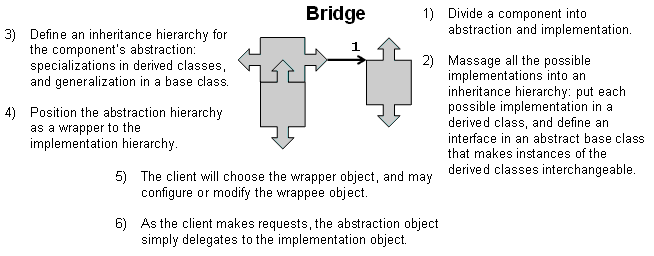 Bridge
1
1) Divide a component into
abstraction and implementation.
2) Massage all the possible
implementations into an
inheritance hierarchy: put each
possible implementation in a
derived class, and define an
interface in an abstract base class
that makes instances of the
derived classes interchangeable.
3) Define an inheritance hierarchy for
the component's abstraction:
specializations in derived classes,
and generalization in a base class.
4) Position the abstraction hierarchy
as a wrapper to the
implementation hierarchy.
5) The client will choose the wrapper object, and may
configure or modify the wrappee object.
6) As the client makes requests, the abstraction object
simply delegates to the implementation object.